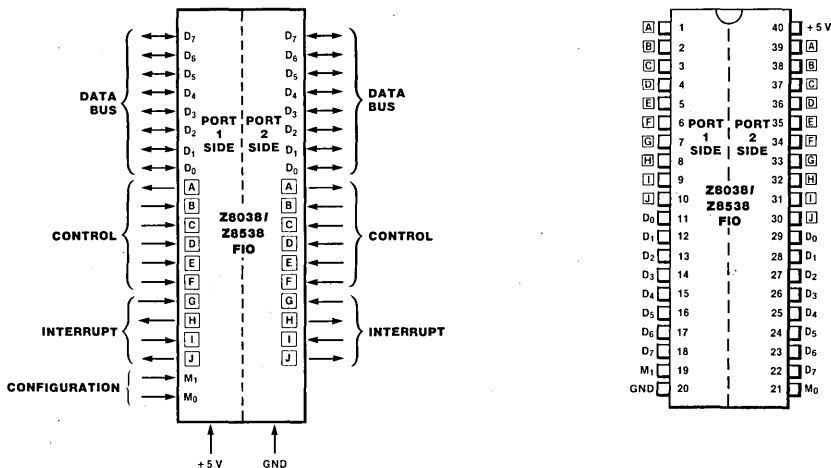 D7 D7
D6 D6
D5 D5
D4 D4
DATA BUS
D3 D3
DATA BUS
D2 PORT 1 SIDE PORT 2 SIDE D2
D1 D1
D0 D0
A A
B B
C Z8038/ Z8538 FIO C
CONTROL D D CONTROL
E E
F F
G G
H H
INTERRUPT I I INTERRUPT
J J
CONFIGURATION M1
M0
+5 V GND
A 1 40 +5 V
B 2 39 A
C 3 38 B
D 4 37 C
E 5 36 D
F 6 PORT 1 SIDE PORT 2 SIDE 35 E
G 7 34 F
H 8 33 G
I 9 32 H
J 10 Z8038/ Z8538 FIO 31 I
D0 11 30 J
D1 12 29 D0
D2 13 28 D1
D3 14 27 D2
D4 15 26 D3
D5 16 25 D4
D6 17 24 D5
D7 18 23 D6
M1 19 22 D7
GND 20 21 M0